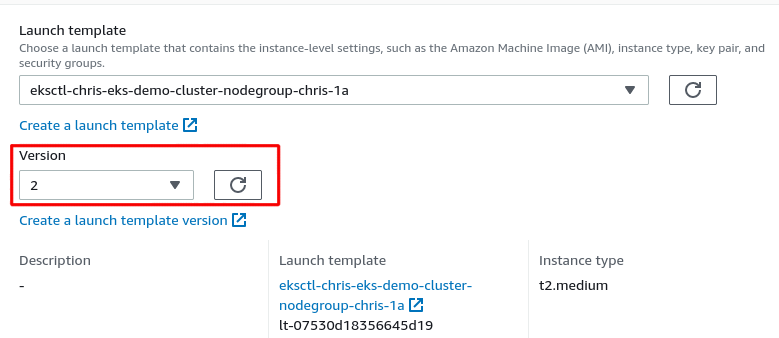 Launch template
Choose a launch template that contains the instance-level settings, such as the Amazon Machine Image (AMI), instance type, key pair, and
security groups.
eksctl-chris-eks-demo-cluster-nodegroup-chris-1a
Create a launch template
Version
2
Create a launch template version
Description
-
Launch template
eksctl-chris-eks-demo-cluster-
nodegroup-chris-1a
lt-07530d18356645d19
Instance type
t2.medium